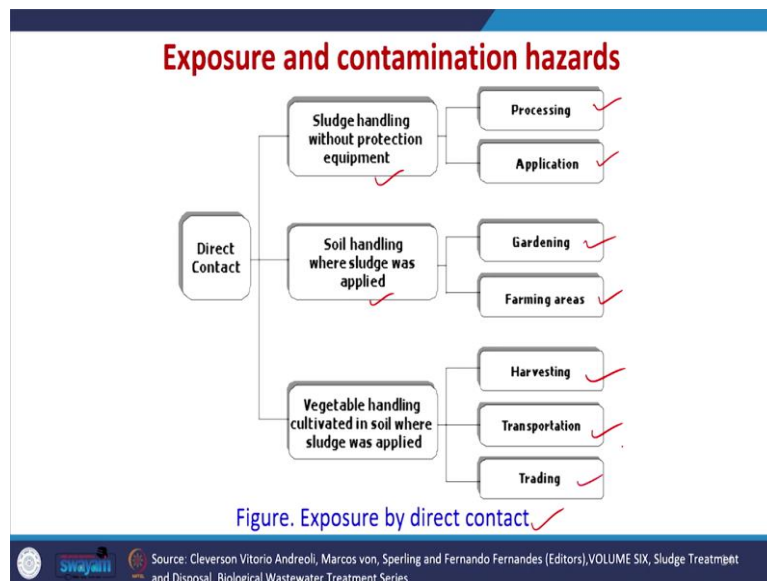 Exposure and contamination hazards
Sludge handling
without protection
equipment
Processing
Application
Direct
Contact
Soil handling
where sludge was
applied
Gardening
Farming areas
Vegetable handling
cultivated in soil where
sludge was applied
Harvesting
Transportation
Trading
Figure. Exposure by direct contact
swayam
Source: Cleverson Vitorio Andreoli, Marcos von, Sperling and Fernando Fernandes (Editors),VOLUME SIX, Sludge Treatment
and Disposal, Biological Wastewater Treatment Series